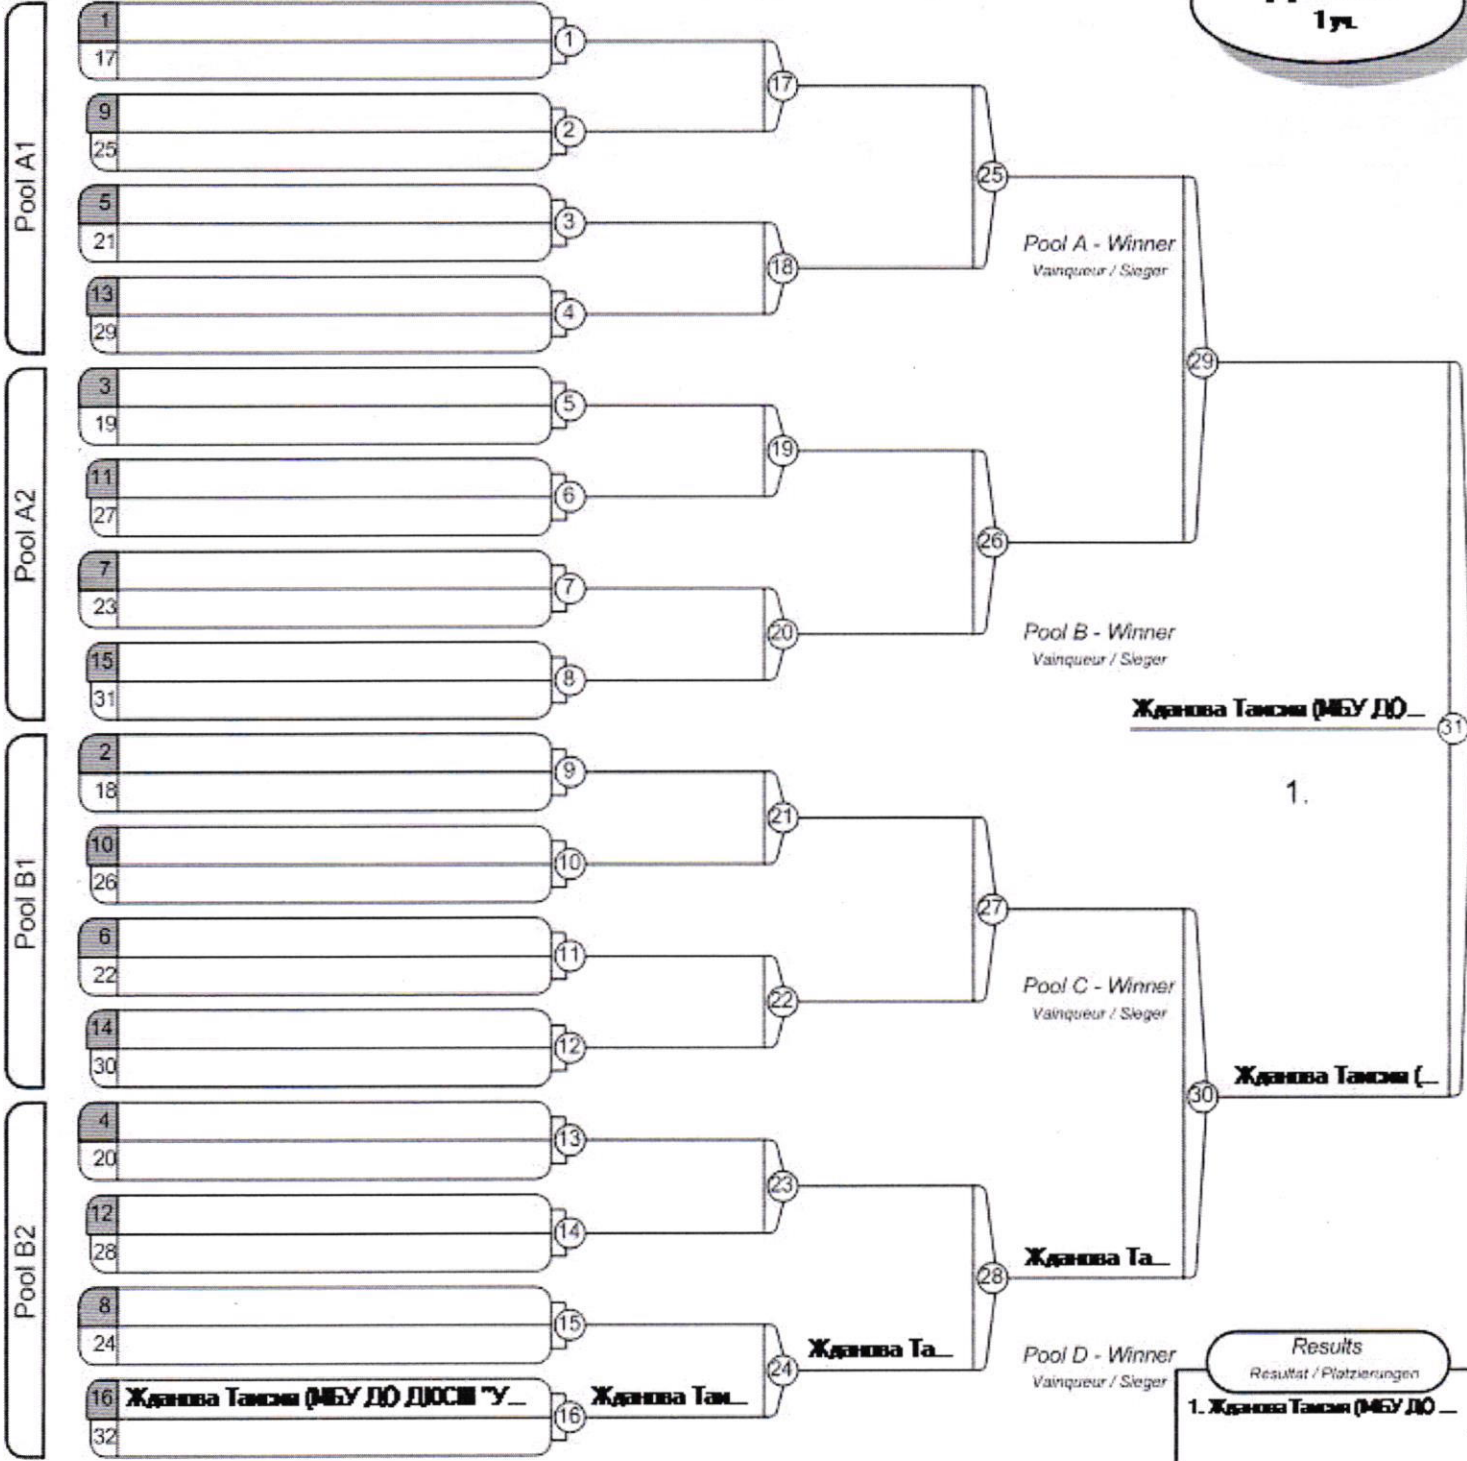 1 уч.
Pool A1
1
17
1
9
25
2
5
21
3
13
29
4
17
18
25
Pool A - Winner
Vainqueur / Sieger
29
Pool A2
3
19
5
11
27
6
7
23
7
15
31
8
19
20
26
Pool B - Winner
Vainqueur / Sieger
Жданова Таисия (МБУ ДО ...
31
1.
Pool B1
2
18
9
10
26
10
6
22
11
14
30
12
21
22
27
Pool C - Winner
Vainqueur / Sieger
Жданова Таисия (...
30
Pool B2
4
20
13
12
28
14
8
24
15
16 Жданова Таисия (МБУ ДО ДЮСШ "У...
32
16
Жданова Таи...
23
24
Жданова Та...
28
Жданова Та...
Pool D - Winner
Vainqueur / Sieger
Results
Resultat / Platzierungen
1. Жданова Таисия (МБУ ДО ...